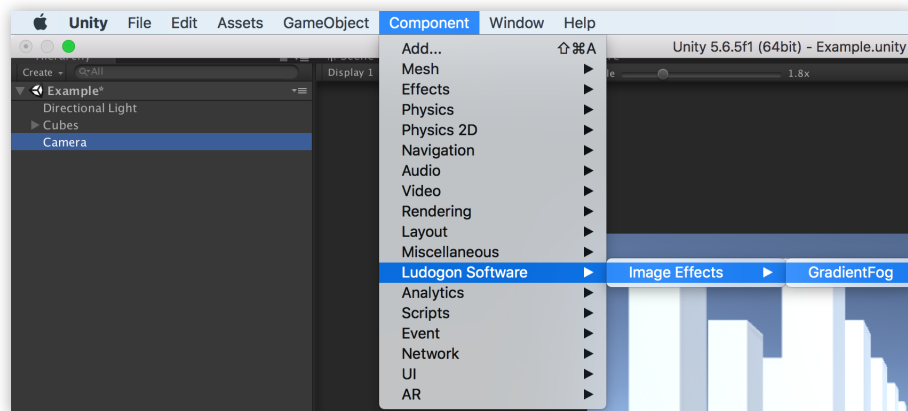 Unity File Edit Assets GameObject Component Window Help
Unity 5.6.5f1 (64bit) - Example.unity
Hierarchy
Create
All
Display 1
1.8x
Example*
Directional Light
Cubes
Camera
Add... ⇧⌘A
Mesh
Effects
Physics
Physics 2D
Navigation
Audio
Video
Rendering
Layout
Miscellaneous
Ludogon Software
Image Effects
GradientFog
Analytics
Scripts
Event
Network
UI
AR